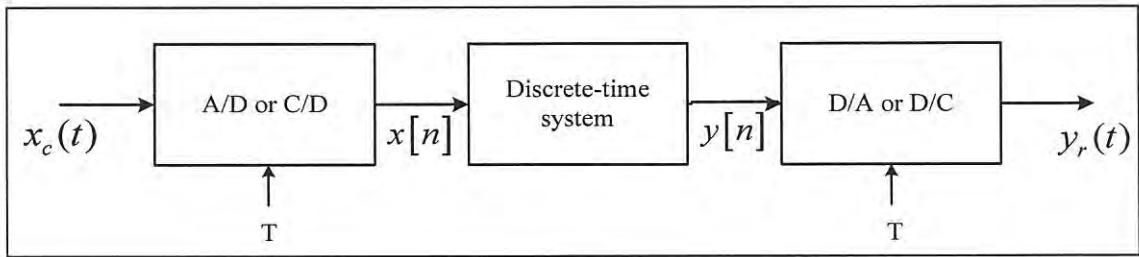 A/D or C/D
Discrete-time
system
D/A or D/C
x_c(t)
x[n]
y[n]
y_r(t)
T
T